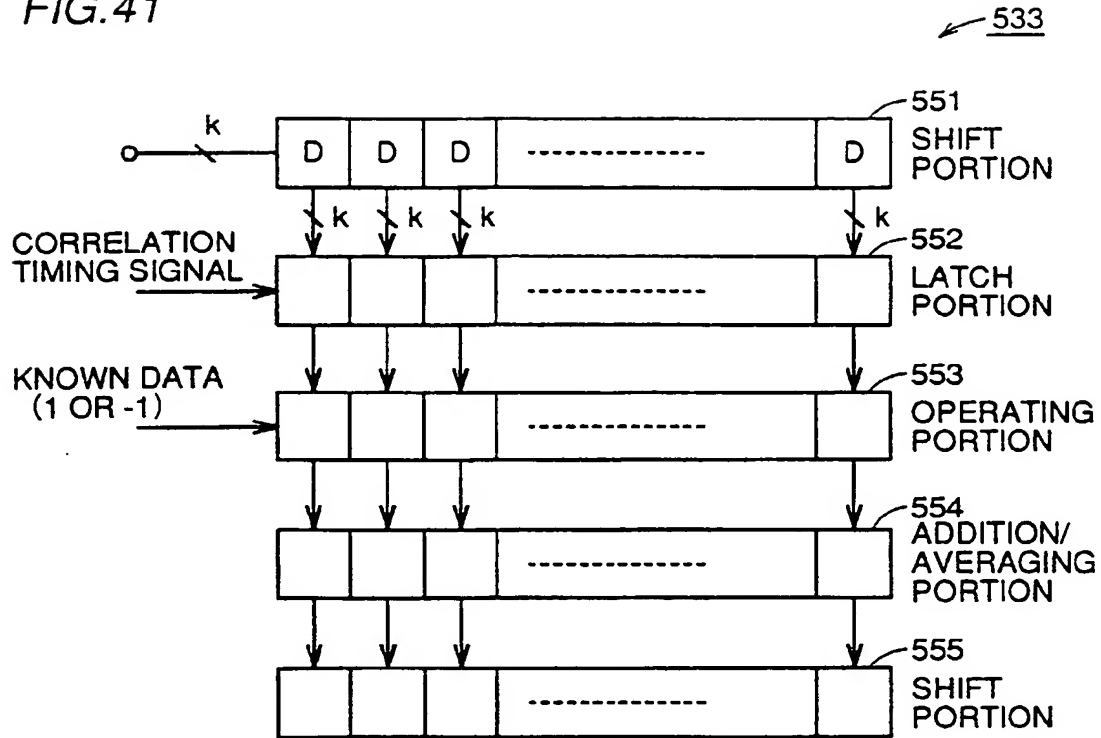 FIG.41
533
551
k
D D D D
SHIFT
PORTION
k k k k
CORRELATION
TIMING SIGNAL
552
LATCH
PORTION
KNOWN DATA
(1 OR -1)
553
OPERATING
PORTION
554
ADDITION/
AVERAGING
PORTION
555
SHIFT
PORTION